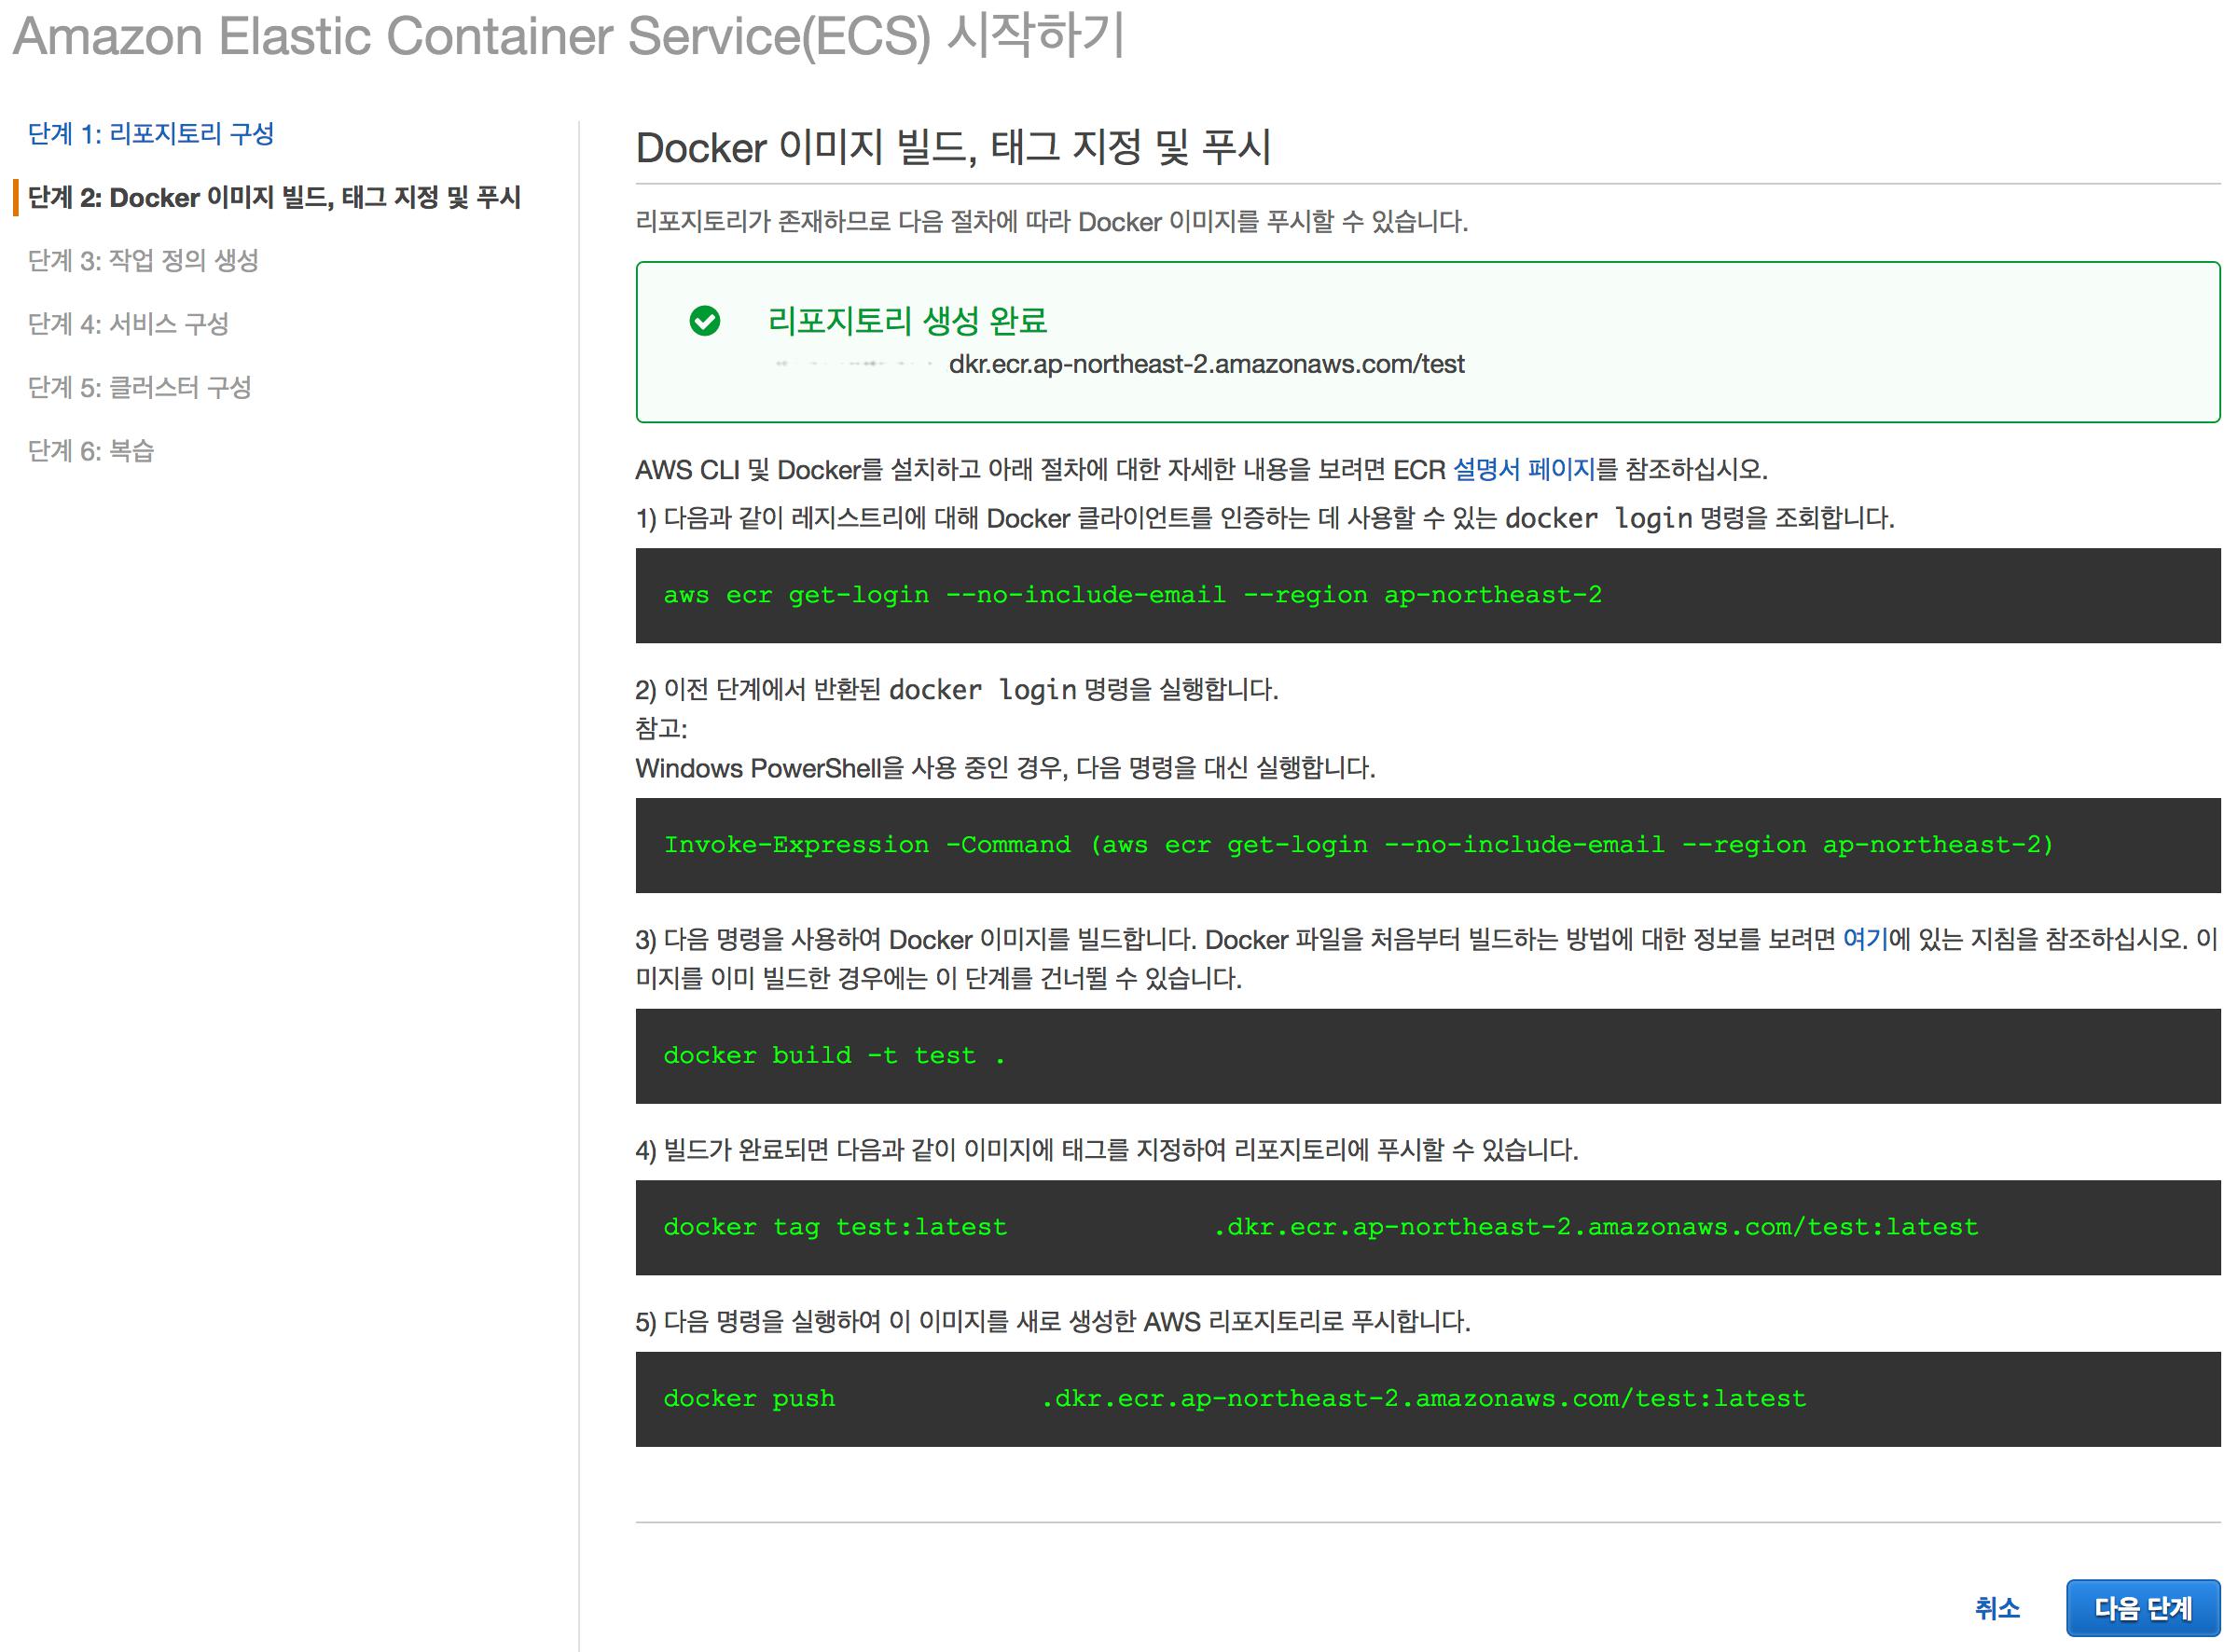 Amazon Elastic Container Service(ECS) 시작하기
단계 1: 리포지토리 구성
단계 2: Docker 이미지 빌드, 태그 지정 및 푸시
단계 3: 작업 정의 생성
단계 4: 서비스 구성
단계 5: 클러스터 구성
단계 6: 복습
Docker 이미지 빌드, 태그 지정 및 푸시
리포지토리가 존재하므로 다음 절차에 따라 Docker 이미지를 푸시할 수 있습니다.
리포지토리 생성 완료
dkr.ecr.ap-northeast-2.amazonaws.com/test
AWS CLI 및 Docker를 설치하고 아래 절차에 대한 자세한 내용을 보려면 ECR 설명서 페이지를 참조하십시오.
1) 다음과 같이 레지스트리에 대해 Docker 클라이언트를 인증하는 데 사용할 수 있는 docker login 명령을 조회합니다.
aws ecr get-login --no-include-email --region ap-northeast-2
2) 이전 단계에서 반환된 docker login 명령을 실행합니다.
참고:
Windows PowerShell을 사용 중인 경우, 다음 명령을 대신 실행합니다.
Invoke-Expression -Command (aws ecr get-login --no-include-email --region ap-northeast-2)
3) 다음 명령을 사용하여 Docker 이미지를 빌드합니다. Docker 파일을 처음부터 빌드하는 방법에 대한 정보를 보려면 여기에 있는 지침을 참조하십시오. 이
미지를 이미 빌드한 경우에는 이 단계를 건너뛸 수 있습니다.
docker build -t test .
4) 빌드가 완료되면 다음과 같이 이미지에 태그를 지정하여 리포지토리에 푸시할 수 있습니다.
docker tag test:latest .dkr.ecr.ap-northeast-2.amazonaws.com/test:latest
5) 다음 명령을 실행하여 이 이미지를 새로 생성한 AWS 리포지토리로 푸시합니다.
docker push .dkr.ecr.ap-northeast-2.amazonaws.com/test:latest
취소
다음 단계